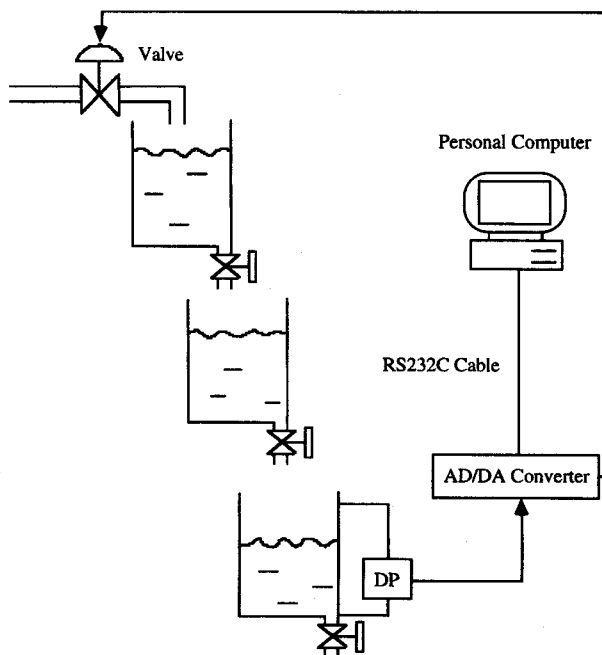 Valve
Personal Computer
RS232C Cable
AD/DA Converter
DP